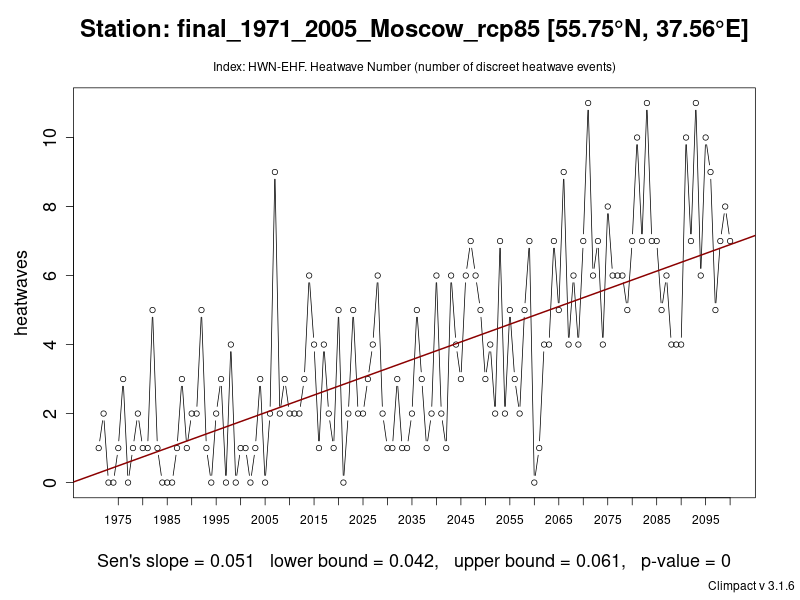 Station: final_1971_2005_Moscow_rcp85 [55.75°N, 37.56°E]
Index: HWN-EHF. Heatwave Number (number of discreet heatwave events)
heatwaves
10
8
6
4
2
0
1975 1985 1995 2005 2015 2025 2035 2045 2055 2065 2075 2085 2095
Sen's slope = 0.051 lower bound = 0.042, upper bound = 0.061, p-value = 0
Climpact v 3.1.6